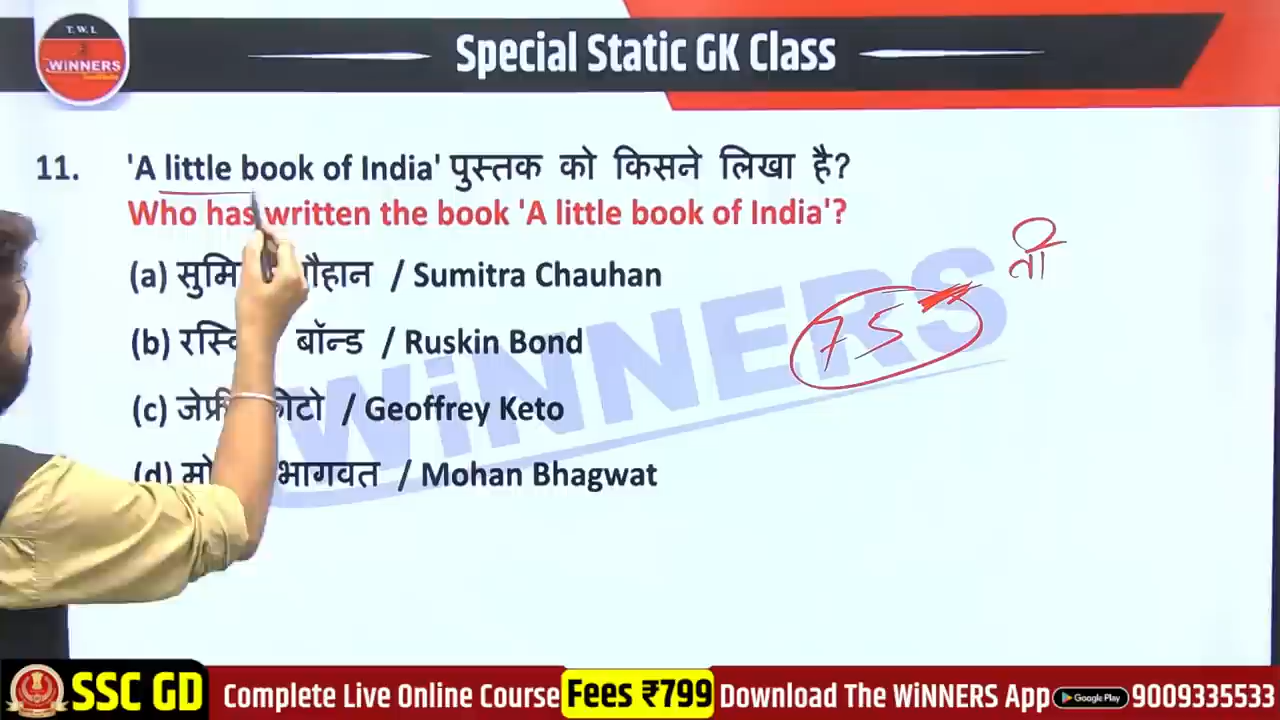 T.W.I.
WiNNERS
Special Static GK Class
11. 'A little book of India' पुस्तक को किसने लिखा है?
Who has written the book 'A little book of India'?
(a) / Sumitra Chauhan
(b) बॉन्ड / Ruskin Bond
(c) / Geoffrey Keto
(d) भागवत / Mohan Bhagwat
75
WiNNERS
SSC GD Complete Live Online Course Fees ₹799 Download The WiNNERS App Google Play 9009335533